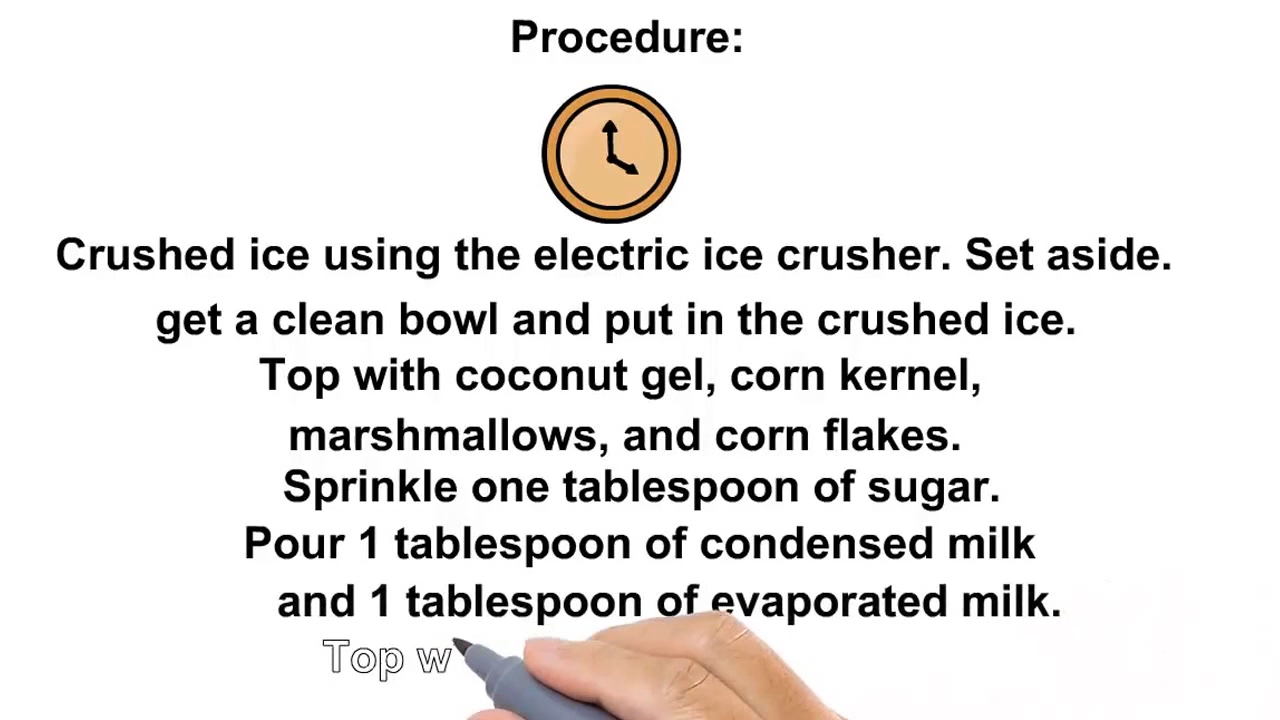 Procedure:
Crushed ice using the electric ice crusher. Set aside.
get a clean bowl and put in the crushed ice.
Top with coconut gel, corn kernel,
marshmallows, and corn flakes.
Sprinkle one tablespoon of sugar.
Pour 1 tablespoon of condensed milk
and 1 tablespoon of evaporated milk.
Top w